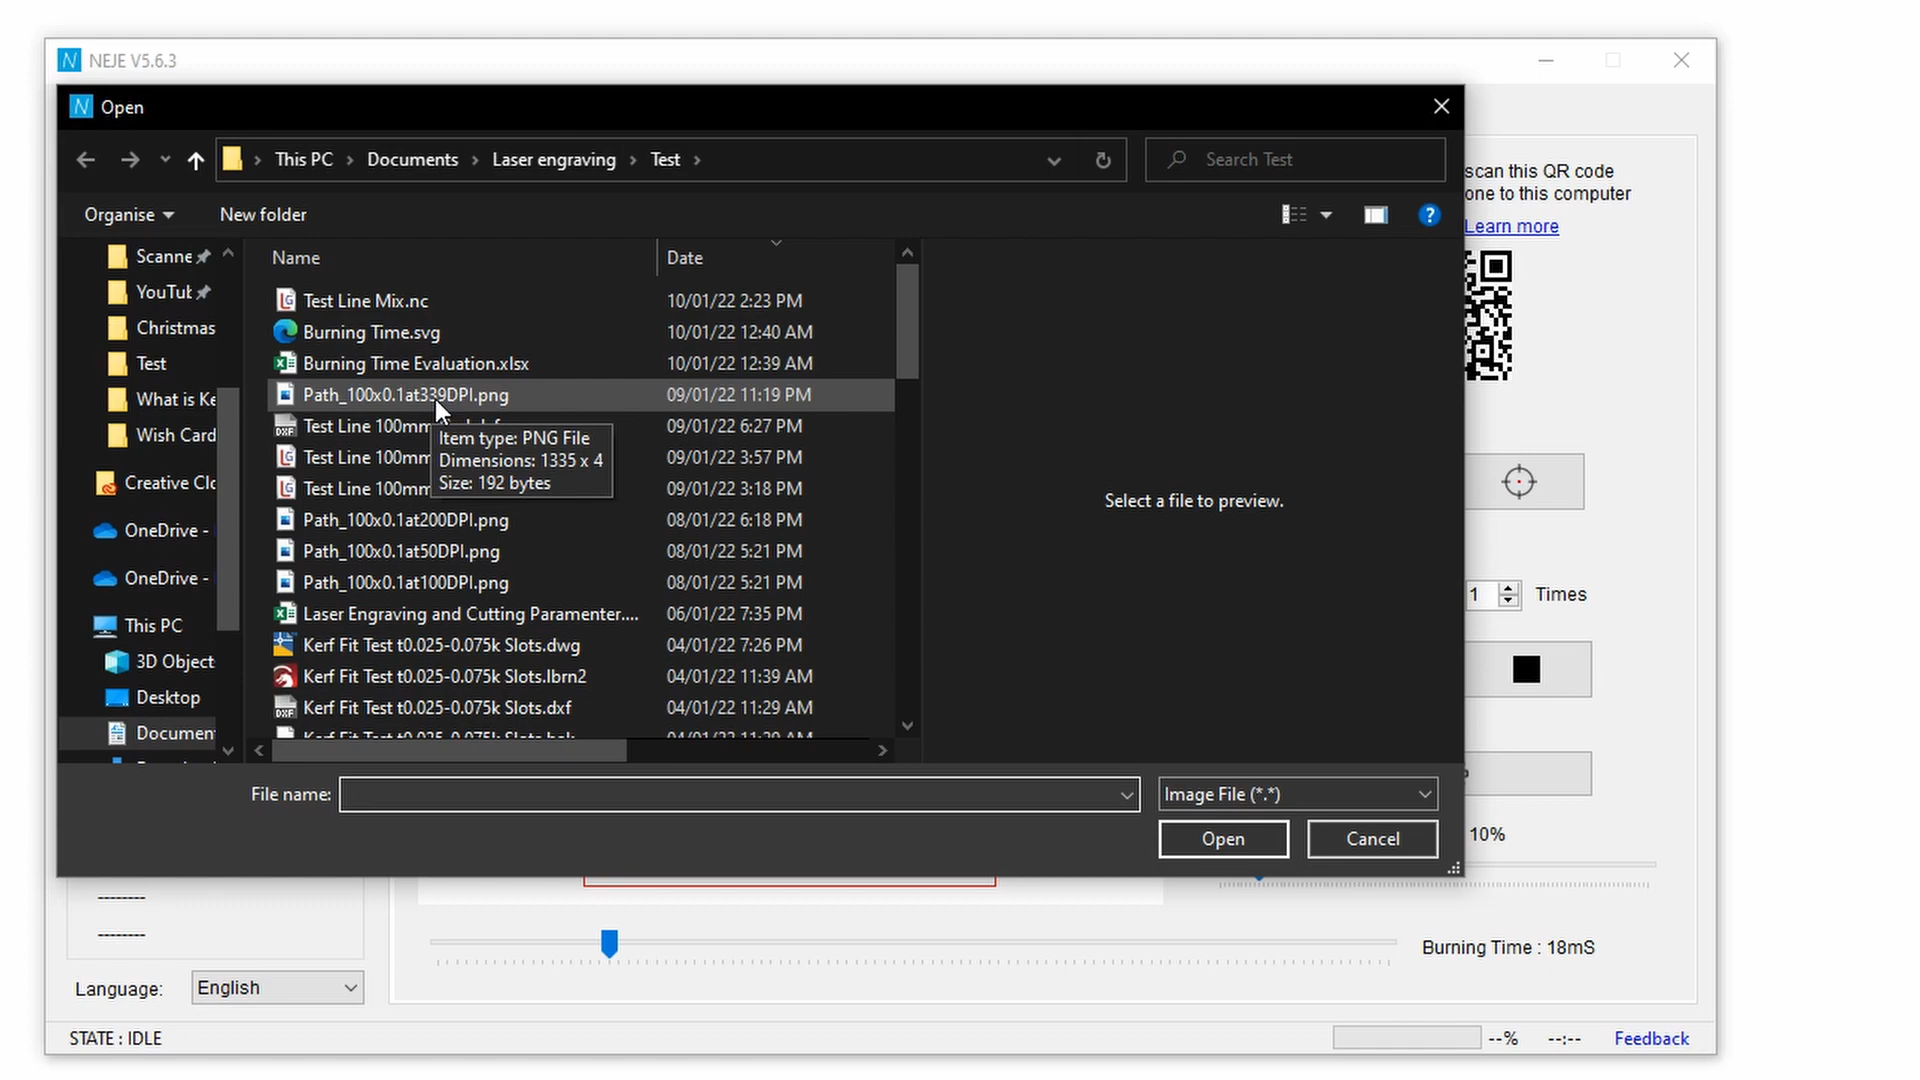 NEJE V5.6.3
Open
This PC
Documents
Laser engraving
Test
Search Test
Organise
New folder
scan this QR code
one to this computer
Learn more
Scanne
YouTub
Christmas
Test
What is Ke
Wish Card
Creative Clo
OneDrive -
OneDrive -
This PC
3D Object
Desktop
Documen
Name
Date
Test Line Mix.nc
10/01/22 2:23 PM
Burning Time.svg
10/01/22 12:40 AM
Burning Time Evaluation.xlsx
10/01/22 12:39 AM
Path_100x0.1at339DPI.png
09/01/22 11:19 PM
Test Line 100mm
09/01/22 6:27 PM
Test Line 100mm
09/01/22 3:57 PM
Test Line 100mm
09/01/22 3:18 PM
Item type: PNG File
Dimensions: 1335 x 4
Size: 192 bytes
Path_100x0.1at200DPI.png
08/01/22 6:18 PM
Path_100x0.1at50DPI.png
08/01/22 5:21 PM
Path_100x0.1at100DPI.png
08/01/22 5:21 PM
Laser Engraving and Cutting Paramenter....
06/01/22 7:35 PM
Kerf Fit Test t0.025-0.075k Slots.dwg
04/01/22 7:26 PM
Kerf Fit Test t0.025-0.075k Slots.lbrn2
04/01/22 11:39 AM
Kerf Fit Test t0.025-0.075k Slots.dxf
04/01/22 11:29 AM
Select a file to preview.
1
Times
File name:
Image File (*.*)
Open
Cancel
10%
--------
--------
Burning Time : 18mS
Language:
English
STATE : IDLE
--%
--:--
Feedback